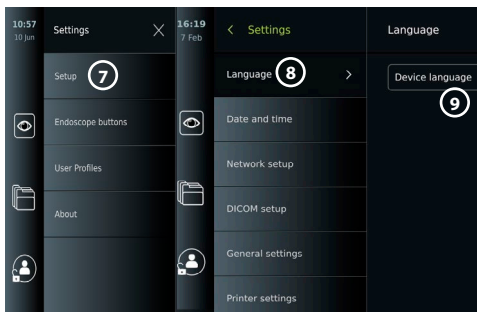 10:57
10 Jun
Settings
Setup
7
Endoscope buttons
User Profiles
About
16:19
7 Feb
Settings
Language
8
Date and time
Network setup
DICOM setup
General settings
Printer settings
Language
Device language
9